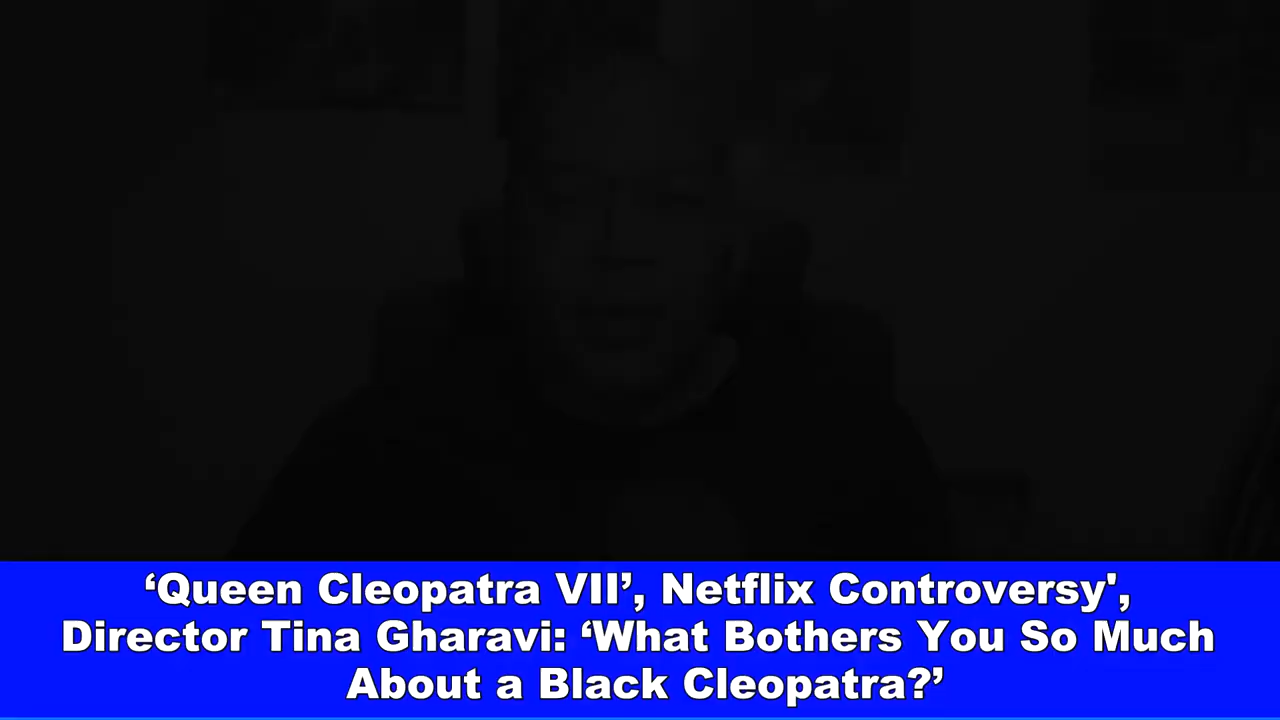 ‘Queen Cleopatra VII’, Netflix Controversy',
Director Tina Gharavi: ‘What Bothers You So Much
About a Black Cleopatra?’